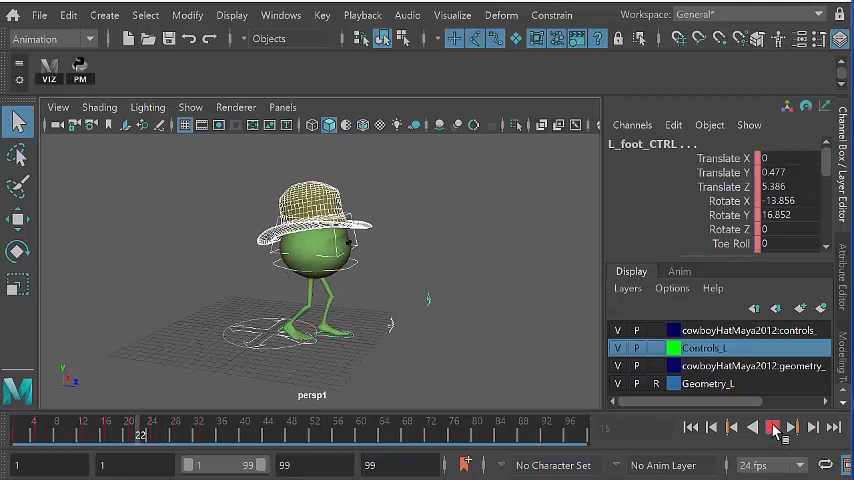 File Edit Create Select Modify Display Windows Key Playback Audio Visualize Deform Constrain Workspace: General*
Animation Objects
VIZ PM
View Shading Lighting Show Renderer Panels
Channels Edit Object Show
L_foot_CTRL . . .
Translate X 0
Translate Y 0.477
Translate Z 5.386
Rotate X -13.856
Rotate Y 16.852
Rotate Z 0
Toe Roll 0
Channel Box / Layer Editor
Attribute Editor
Display Anim
Layers Options Help
V P cowboyHatMaya2012:controls_
V P Controls_L
V P cowboyHatMaya2012:geometry_
V P R Geometry_L
y
z x
persp1
4 8 12 16 20 24 28 32 36 40 44 48 52 56 60 64 68 72 76 80 84 88 92 96
22
15
1 1 1 99 99 99 No Character Set No Anim Layer 24 fps